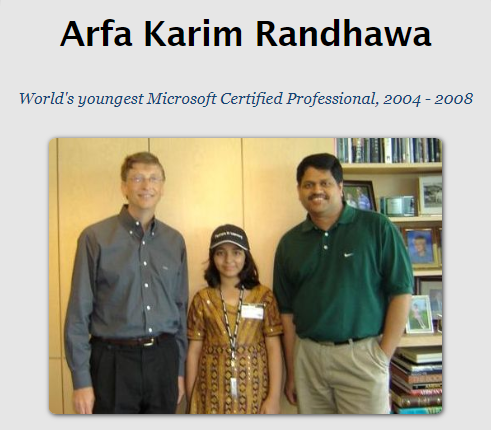 Arfa Karim Randhawa
World's youngest Microsoft Certified Professional, 2004 - 2008